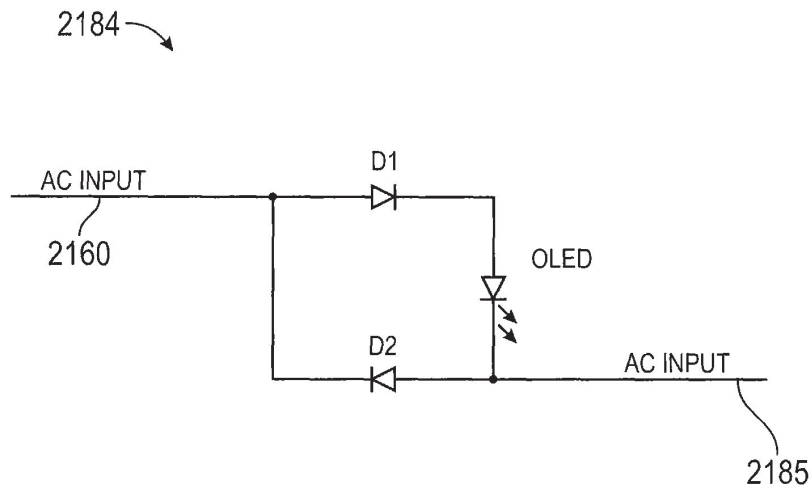 2184
D1
AC INPUT
2160
OLED
D2
AC INPUT
2185